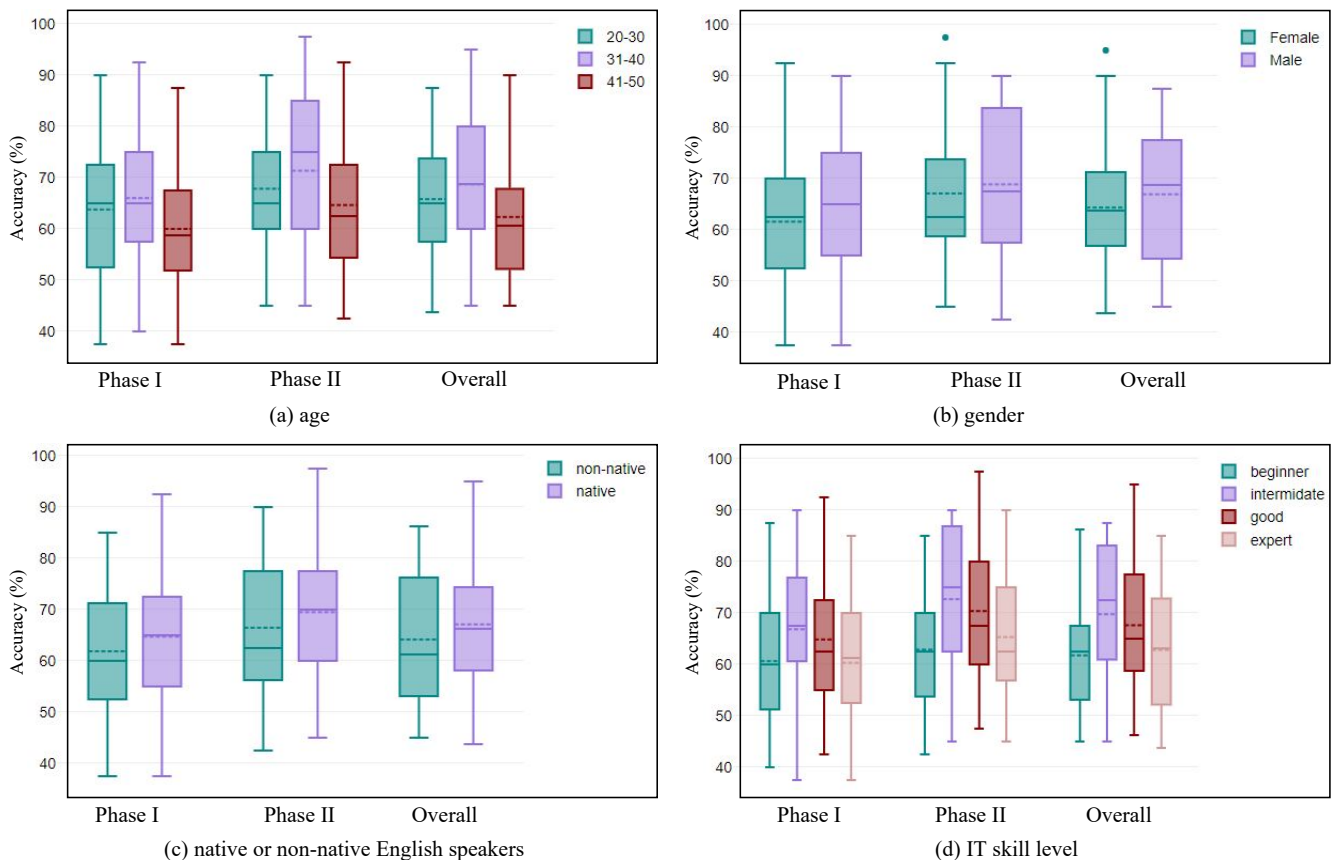 100
90
80
70
60
50
40
Accuracy (%)
20-30
31-40
41-50
Phase I
Phase II
Overall
(a) age
100
90
80
70
60
50
40
Accuracy (%)
Female
Male
Phase I
Phase II
Overall
(b) gender
100
90
80
70
60
50
40
Accuracy (%)
non-native
native
Phase I
Phase II
Overall
(c) native or non-native English speakers
100
90
80
70
60
50
40
Accuracy (%)
beginner
intermidate
good
expert
Phase I
Phase II
Overall
(d) IT skill level